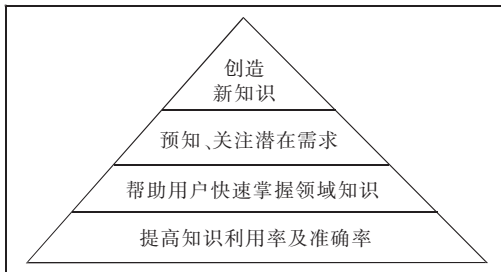 创造
新知识
预知、关注潜在需求
帮助用户快速掌握领域知识
提高知识利用率及准确率